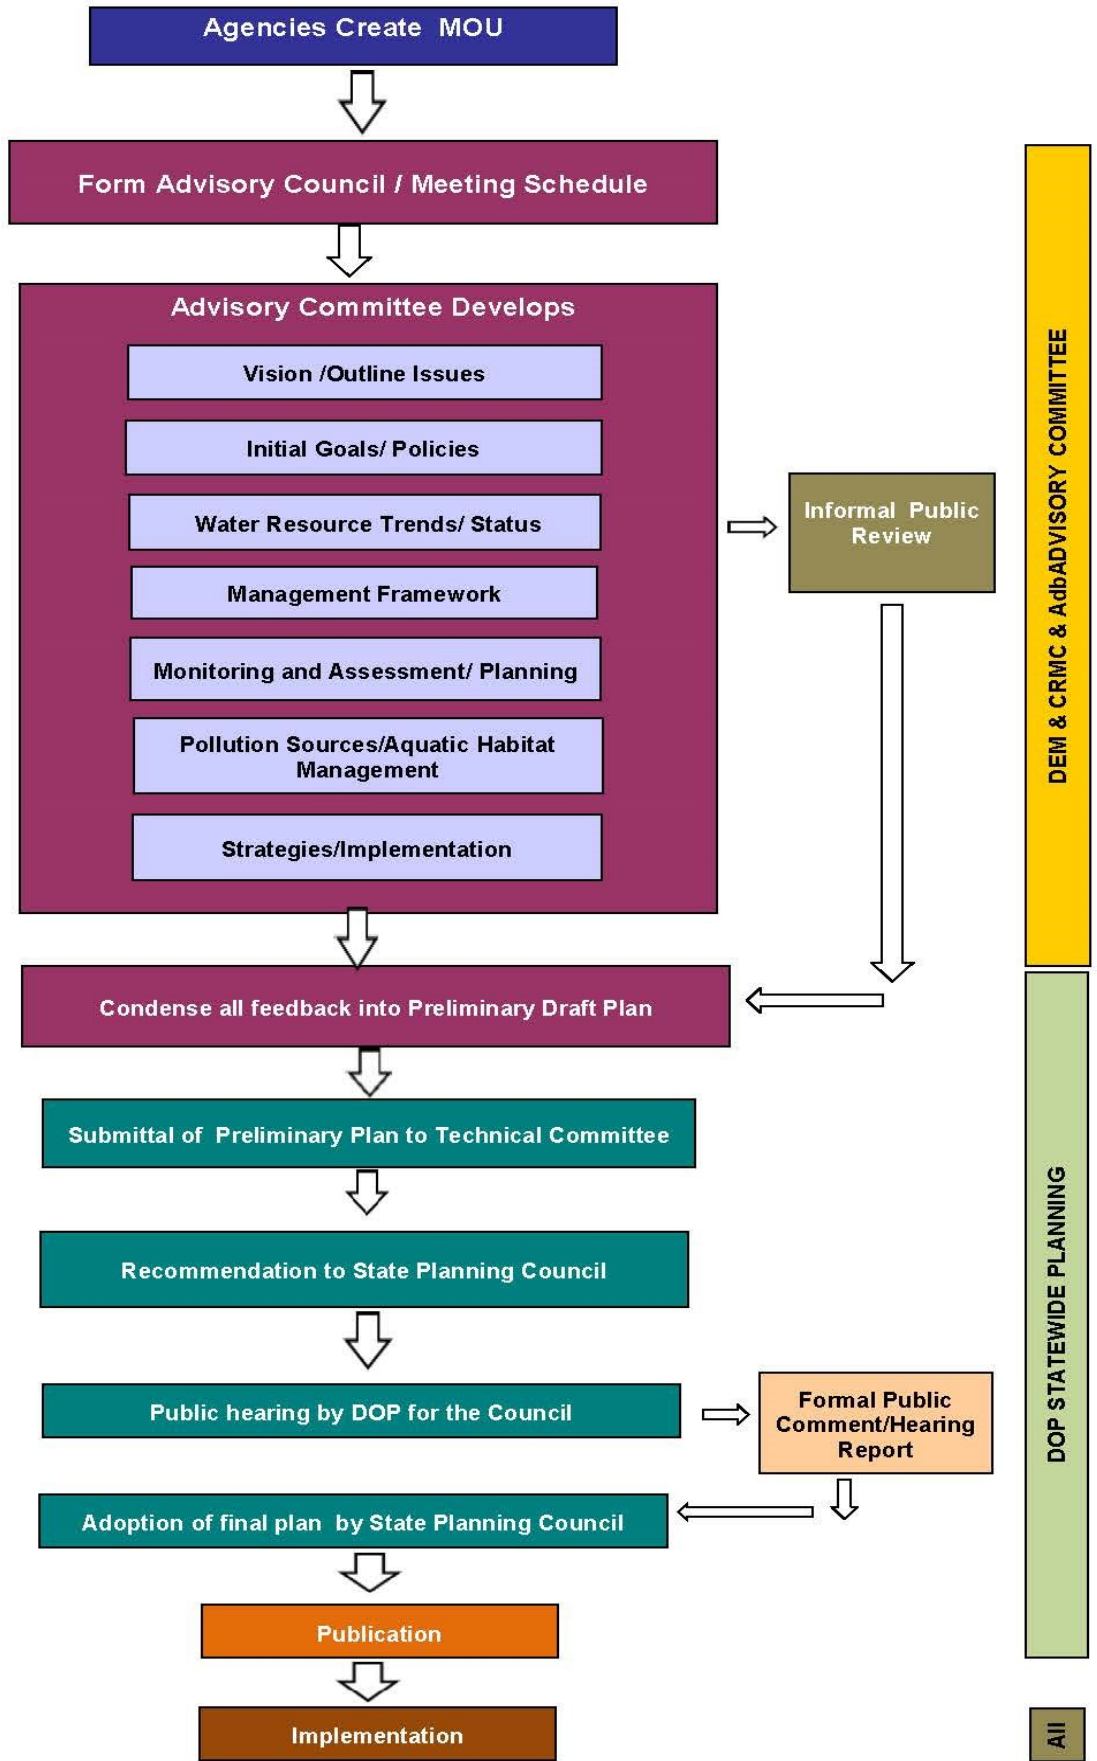 Agencies Create MOU
Form Advisory Council / Meeting Schedule
Advisory Committee Develops
Vision /Outline Issues
Initial Goals/ Policies
Water Resource Trends/ Status
Management Framework
Monitoring and Assessment/ Planning
Pollution Sources/Aquatic Habitat
Management
Strategies/Implementation
Informal Public
Review
Condense all feedback into Preliminary Draft Plan
Submittal of Preliminary Plan to Technical Committee
Recommendation to State Planning Council
Public hearing by DOP for the Council
Formal Public
Comment/Hearing
Report
Adoption of final plan by State Planning Council
Publication
Implementation
DEM & CRMC & AdbADVISORY COMMITTEE
DOP STATEWIDE PLANNING
All